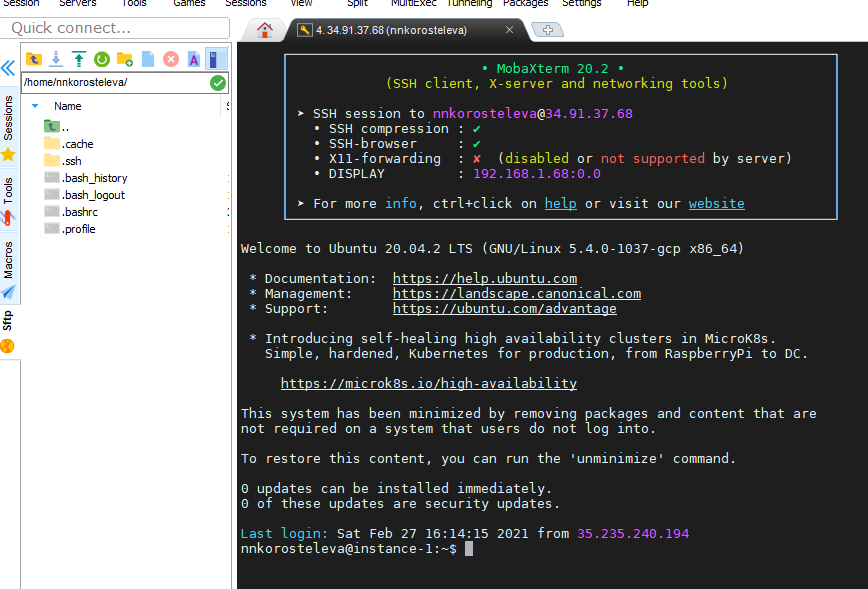 Session Servers Tools Games Sessions View Split MultiExec Tunneling Packages Settings Help
Quick connect...
4. 34.91.37.68 (nnkorosteleva)
/home/nnkorosteleva/
Name
..
.cache
.ssh
.bash_history
.bash_logout
.bashrc
.profile
Sessions
Tools
Macros
Sftp
• MobaXterm 20.2 •
(SSH client, X-server and networking tools)
➤ SSH session to nnkorosteleva@34.91.37.68
• SSH compression : ✔
• SSH-browser : ✔
• X11-forwarding : ✘ (disabled or not supported by server)
• DISPLAY : 192.168.1.68:0.0
➤ For more info, ctrl+click on help or visit our website
Welcome to Ubuntu 20.04.2 LTS (GNU/Linux 5.4.0-1037-gcp x86_64)
* Documentation: https://help.ubuntu.com
* Management: https://landscape.canonical.com
* Support: https://ubuntu.com/advantage
* Introducing self-healing high availability clusters in MicroK8s.
Simple, hardened, Kubernetes for production, from RaspberryPi to DC.
https://microk8s.io/high-availability
This system has been minimized by removing packages and content that are
not required on a system that users do not log into.
To restore this content, you can run the 'unminimize' command.
0 updates can be installed immediately.
0 of these updates are security updates.
Last login: Sat Feb 27 16:14:15 2021 from 35.235.240.194
nnkorosteleva@instance-1:~$